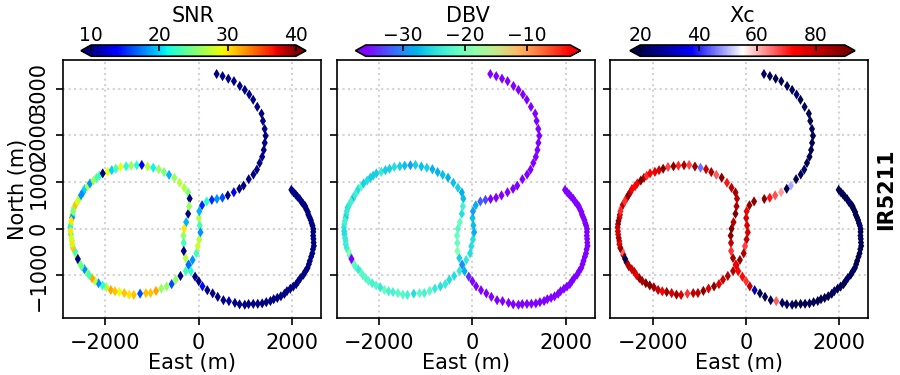 SNR
DBV
Xc
10 20 30 40
−30 −20 −10
20 40 60 80
North (m)
3000
2000
1000
0
−1000
−2000 0 2000
−2000 0 2000
−2000 0 2000
East (m)
East (m)
East (m)
IR5211